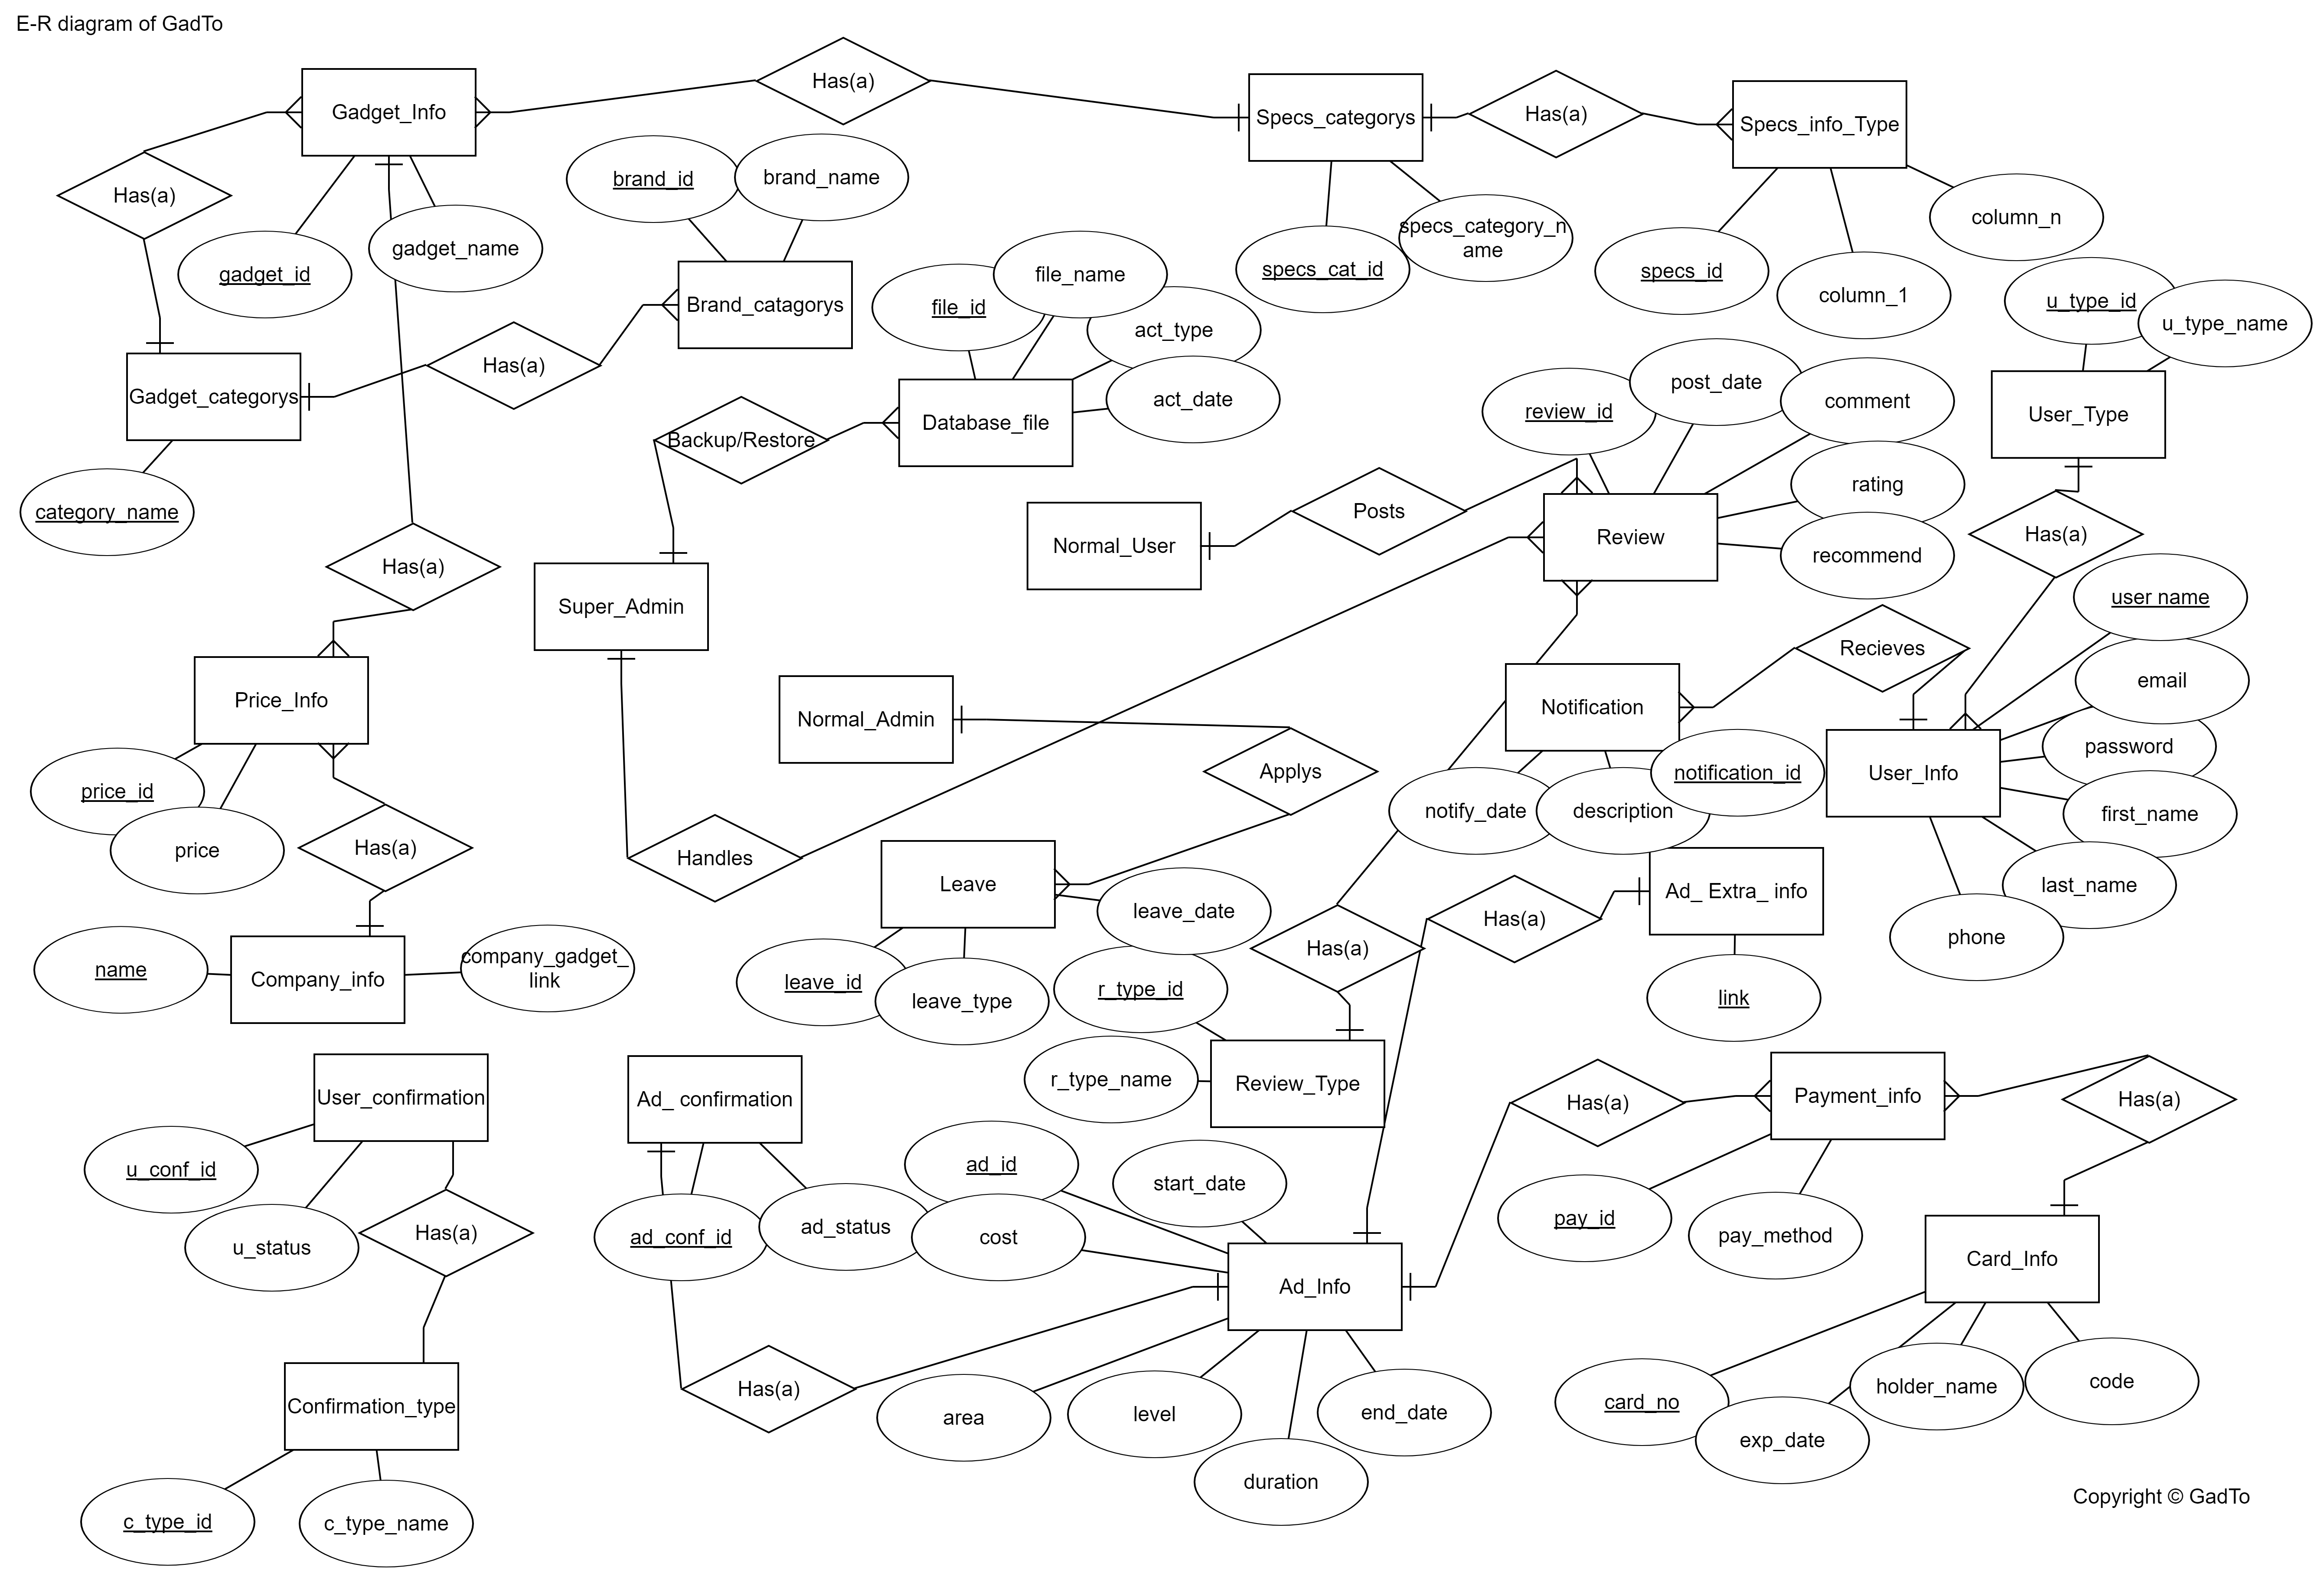 E-R diagram of GadTo
Gadget_Info
Has(a)
Specs_categorys
Has(a)
Specs_info_Type
Has(a)
brand_id
brand_name
gadget_id
gadget_name
specs_cat_id
specs_category_n
ame
specs_id
column_1
column_n
Brand_catagorys
file_id
file_name
act_type
act_date
u_type_id
u_type_name
Gadget_categorys
Has(a)
Database_file
Backup/Restore
review_id
post_date
comment
rating
recommend
User_Type
category_name
Has(a)
Normal_User
Posts
Review
Has(a)
Super_Admin
user name
email
password
first_name
last_name
phone
Price_Info
Normal_Admin
Applys
Notification
Recieves
User_Info
price_id
price
Has(a)
Handles
notify_date
description
notification_id
Leave
leave_date
leave_id
leave_type
Has(a)
Has(a)
Ad_ Extra_ info
link
name
Company_info
company_gadget_
link
r_type_id
r_type_name
Review_Type
User_confirmation
Ad_ confirmation
Has(a)
Payment_info
Has(a)
u_conf_id
u_status
Has(a)
ad_conf_id
ad_status
ad_id
cost
start_date
pay_id
pay_method
Ad_Info
Card_Info
Confirmation_type
Has(a)
area
level
duration
end_date
card_no
exp_date
holder_name
code
c_type_id
c_type_name
Copyright © GadTo